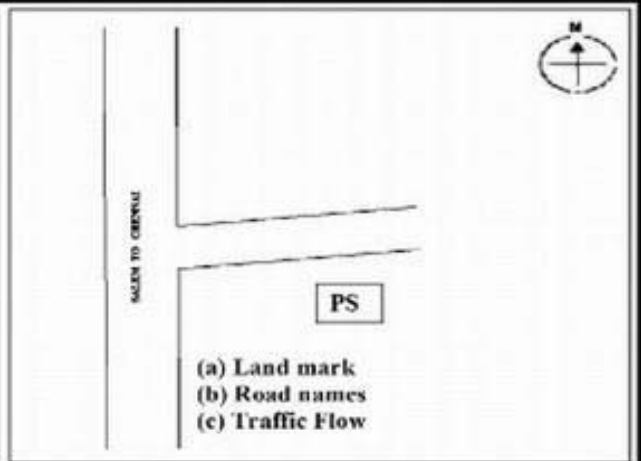 N
SALEM TO CHENNAI
PS
(a) Land mark
(b) Road names
(c) Traffic Flow